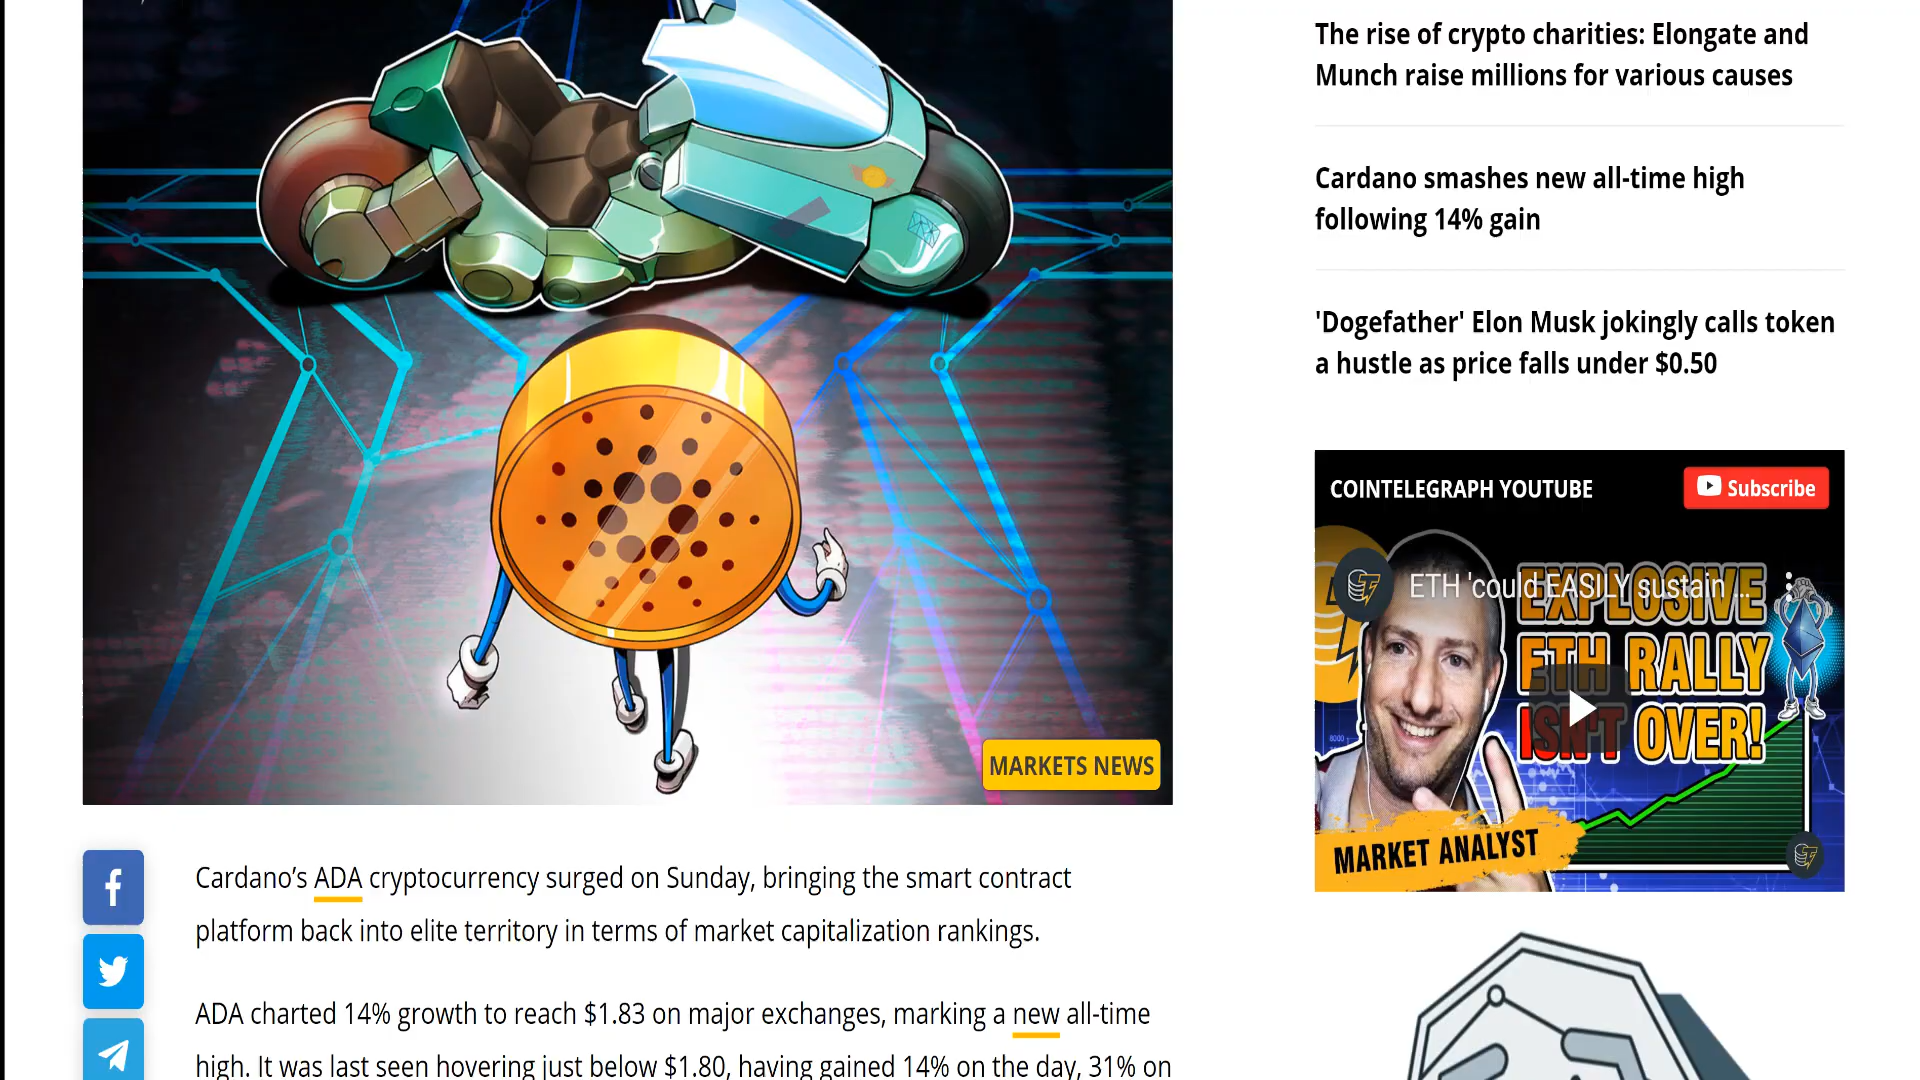 The rise of crypto charities: Elongate and
Munch raise millions for various causes
Cardano smashes new all-time high
following 14% gain
'Dogefather' Elon Musk jokingly calls token
a hustle as price falls under $0.50
COINTELEGRAPH YOUTUBE
Subscribe
ETH 'could EASILY sustain ...
EXPLOSIVE
ETH RALLY
ISN'T OVER!
MARKET ANALYST
MARKETS NEWS
Cardano’s ADA cryptocurrency surged on Sunday, bringing the smart contract
platform back into elite territory in terms of market capitalization rankings.
ADA charted 14% growth to reach $1.83 on major exchanges, marking a new all-time
high. It was last seen hovering just below $1.80, having gained 14% on the day, 31% on